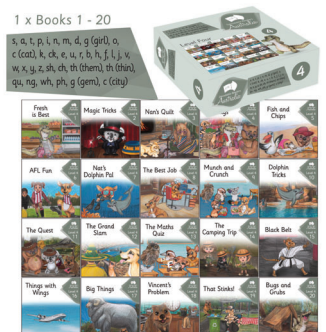 1 x Books 1 - 20
s, a, t, p, i, n, m, d, g (girl), o,
c (cat), k, ck, e, u, r, b, h, f, l, j, v,
w, x, y, z, sh, ch, th (them), th (thin),
qu, ng, wh, ph, g (gem), c (city)
Level Four
4
Fresh
is Best
Magic Tricks
Nan's Quilt
Fish and
Chips
AFL Fun
Nat's
Dolphin Pal
The Best Job
Munch and
Crunch
Dolphin
Tricks
The Quest
The Grand
Slam
The Maths
Quiz
The
Camping Trip
Black Belt
Things with
Wings
Big Things
Vincent's
Problem
That Stinks!
Bugs and
Grubs